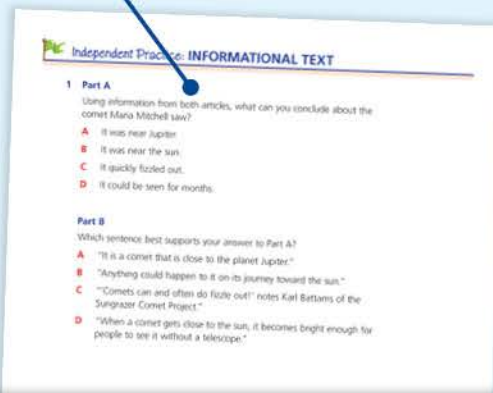 Independent Practice: INFORMATIONAL TEXT
1 Part A
Using information from both articles, what can you conclude about the
comet Maria Mitchell saw?
A It was near Jupiter.
B It was near the sun.
C It quickly fizzled out.
D It could be seen for months.
Part B
Which sentence best supports your answer to Part A?
A "It is a comet that is close to the planet Jupiter."
B "Anything could happen to it on its journey toward the sun."
C "'Comets can and often do fizzle out!' notes Karl Battams of the
Sungrazer Comet Project."
D "When a comet gets close to the sun, it becomes bright enough for
people to see it without a telescope."